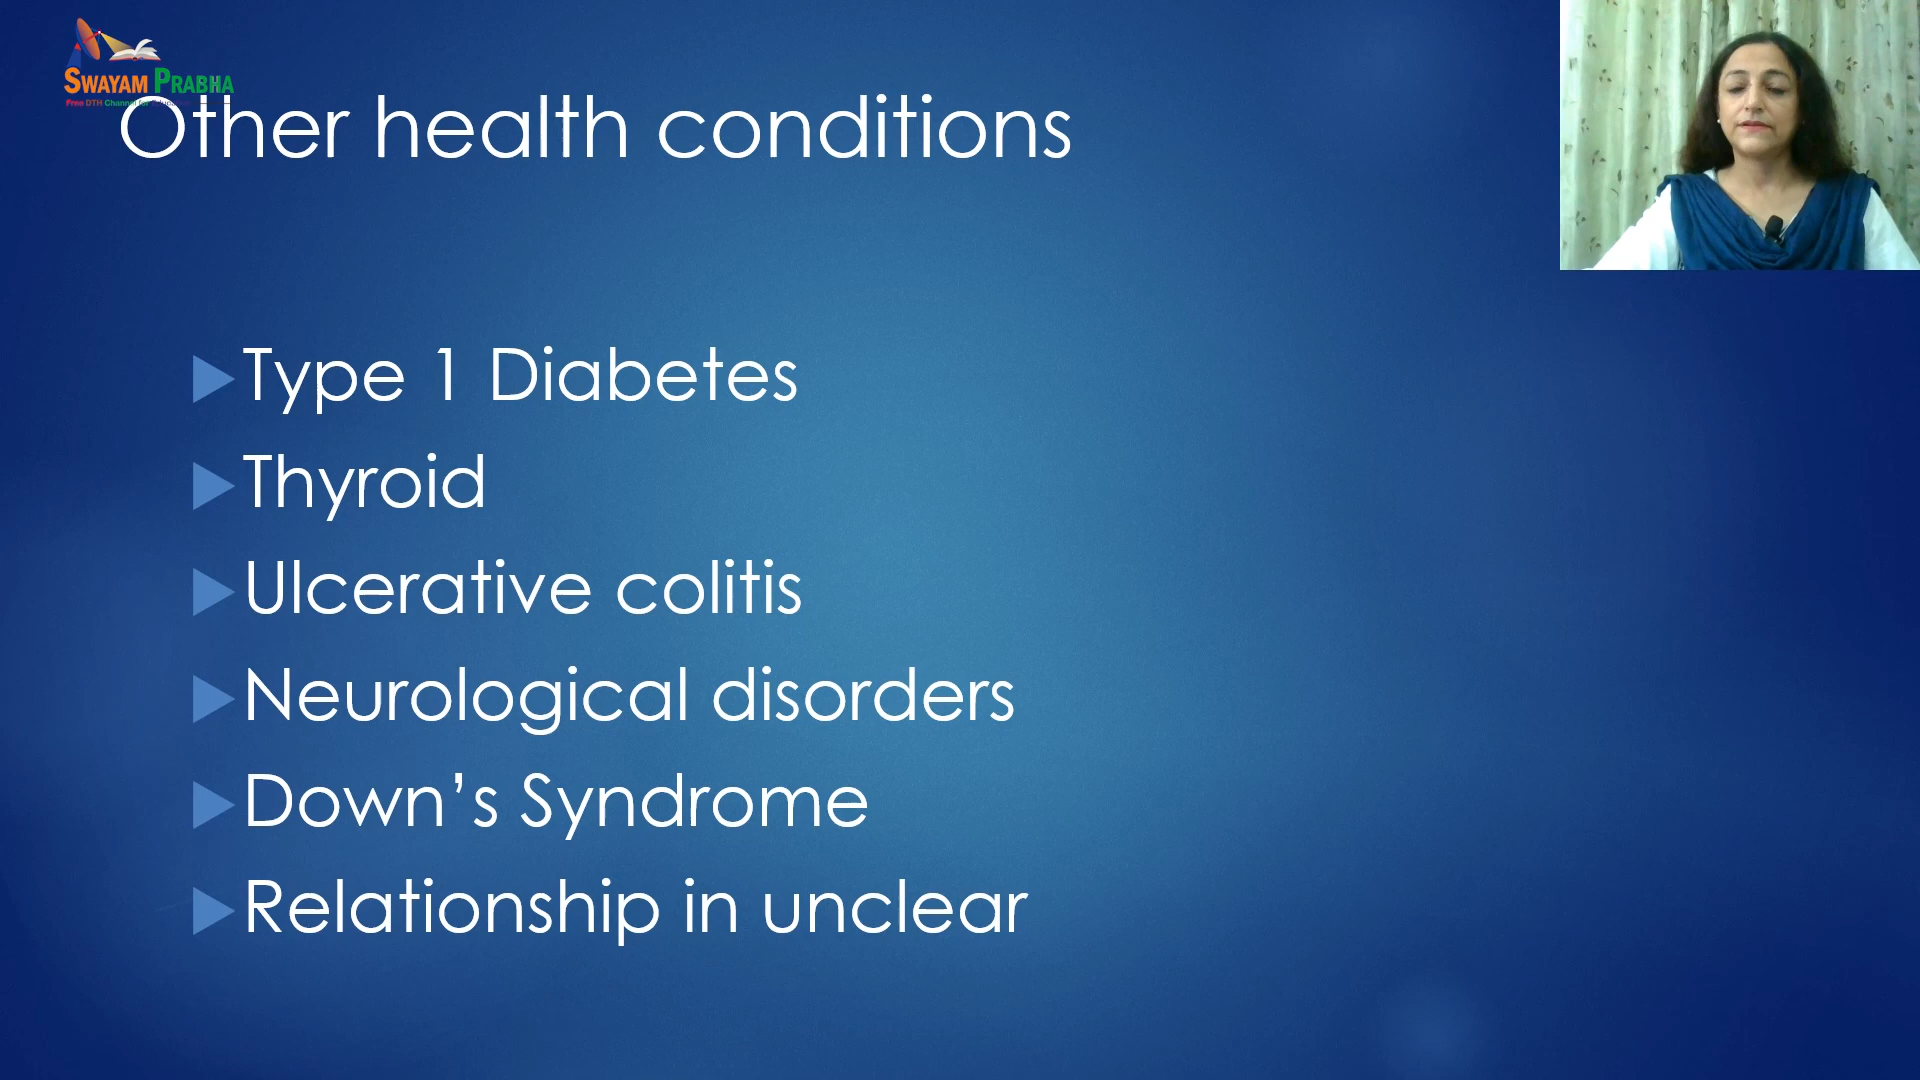 SWAYAM PRABHA
Free DTH Channel for
Other health conditions
Type 1 Diabetes
Thyroid
Ulcerative colitis
Neurological disorders
Down's Syndrome
Relationship in unclear